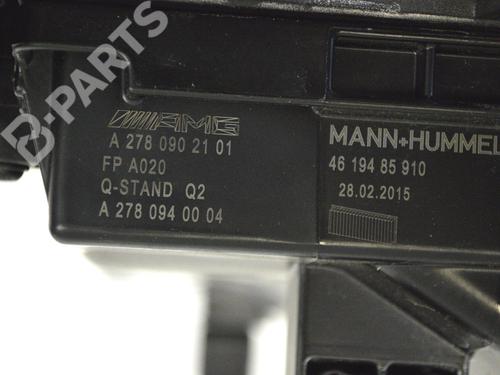 B-PARTS
AMG
A 278 090 21 01
FP A020
Q-STAND Q2
A 278 094 00 04
MANN+HUMMEL
46 194 85 910
28.02.2015